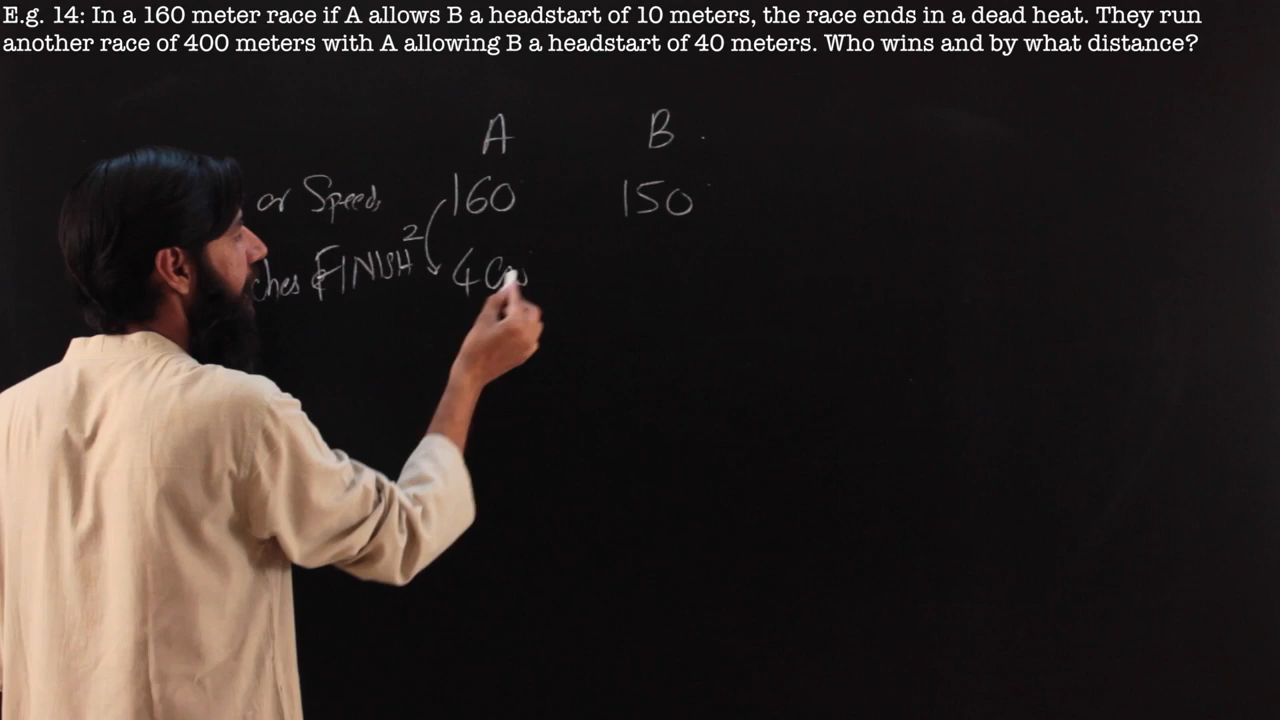 E.g. 14: In a 160 meter race if A allows B a headstart of 10 meters, the race ends in a dead heat. They run
another race of 400 meters with A allowing B a headstart of 40 meters. Who wins and by what distance?
A B
or Speeds 160 150
2
ches FINISH 400